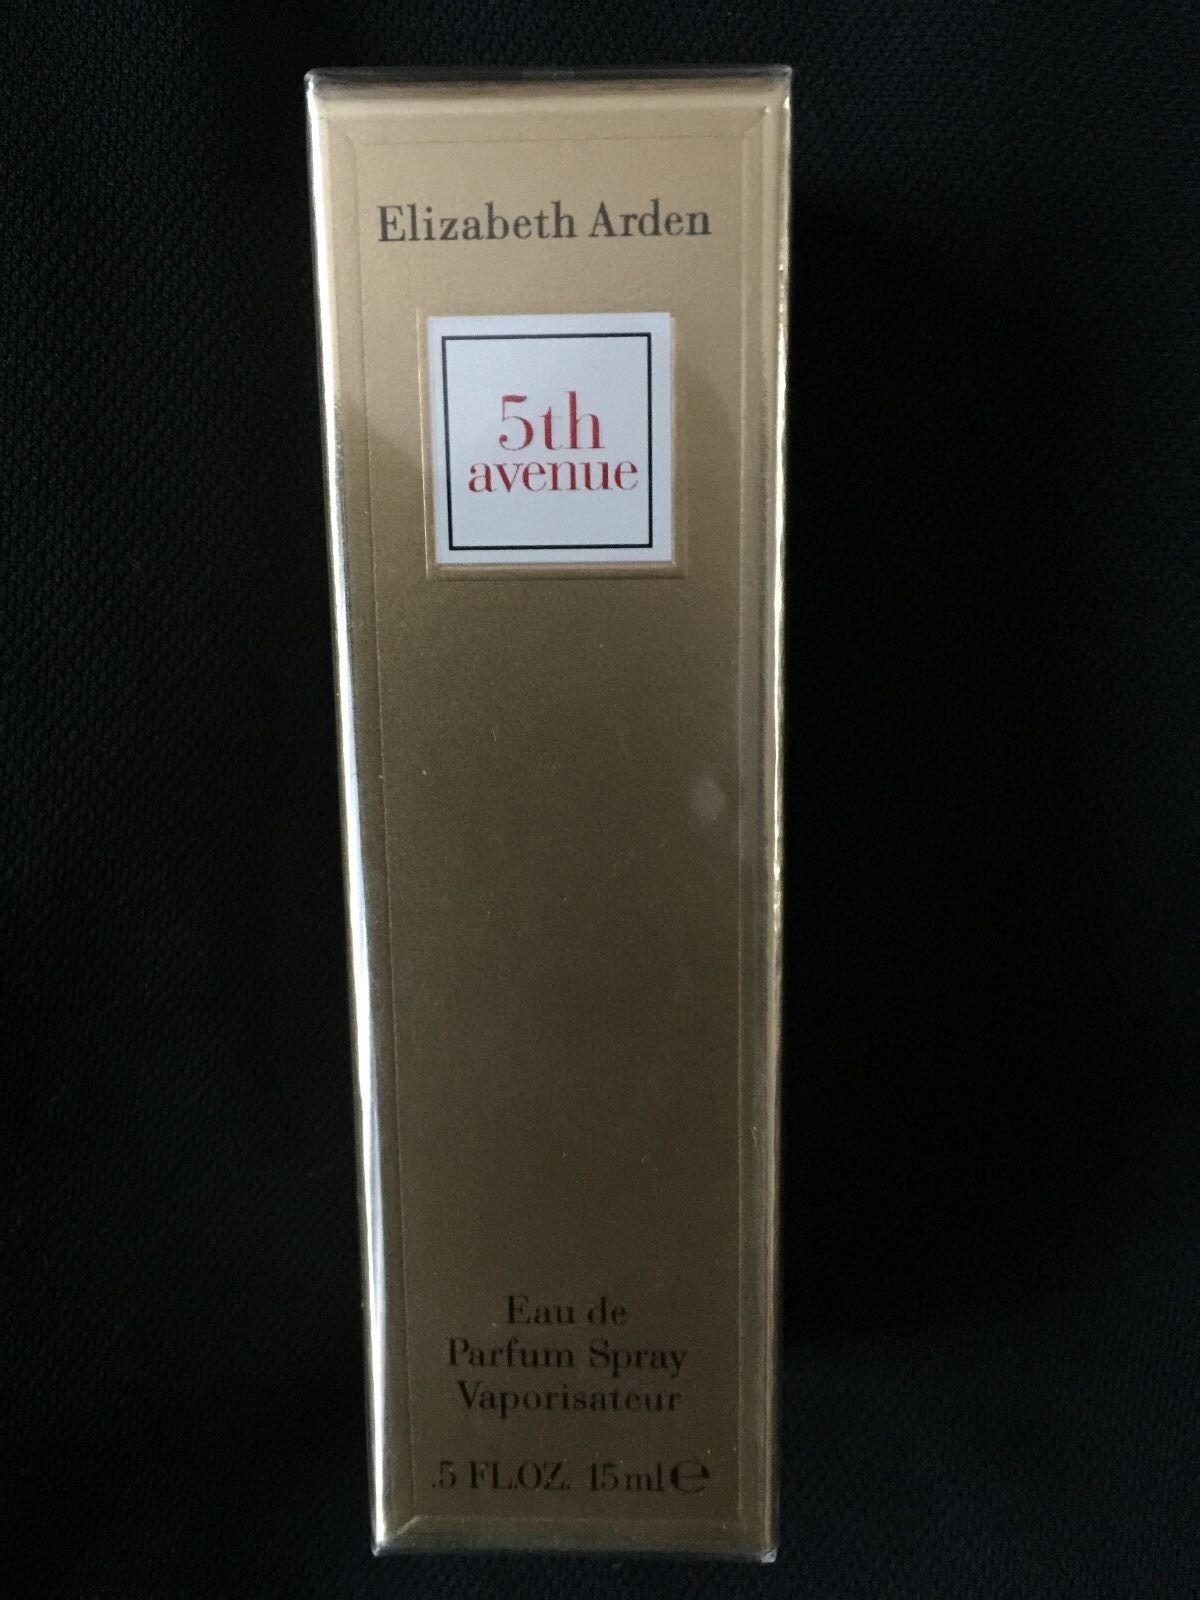 Elizabeth Arden
5th
avenue
Eau de
Parfum Spray
Vaporisateur
.5 FL.OZ. 15 ml ℮